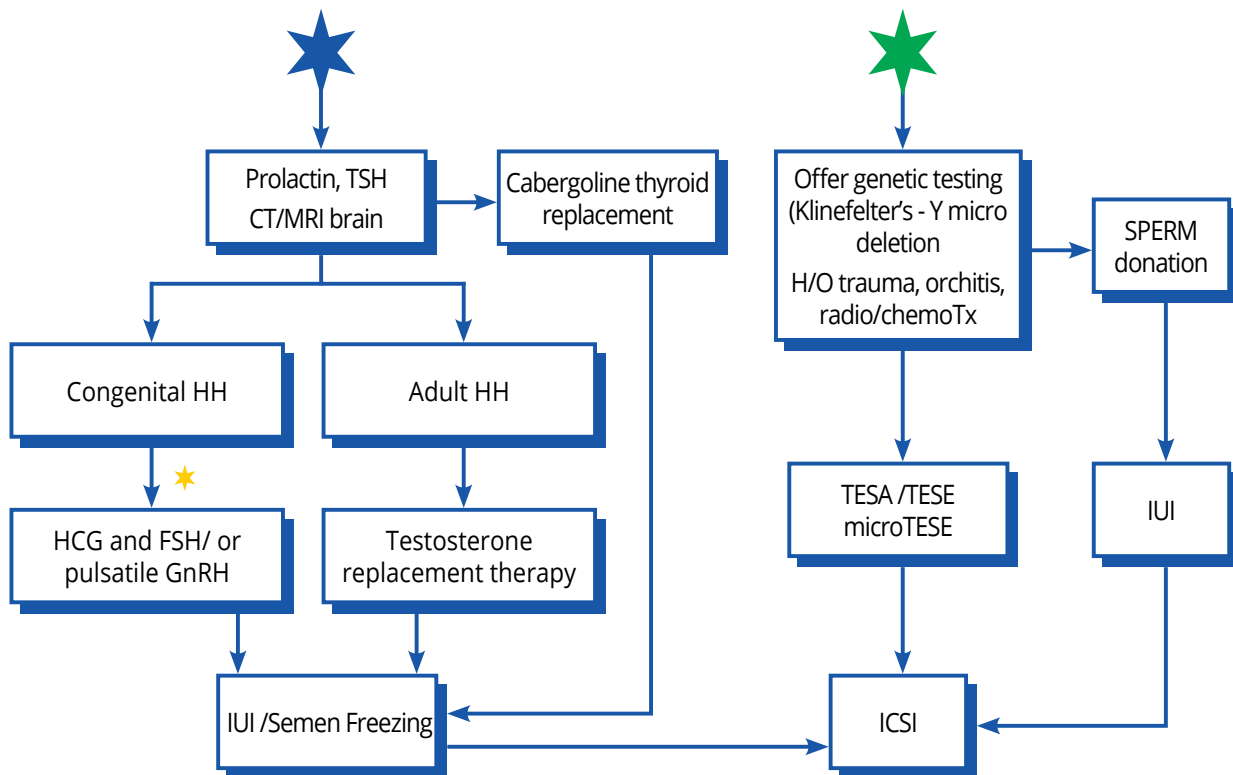 Prolactin, TSH
CT/MRI brain
Cabergoline thyroid
replacement
Offer genetic testing
(Klinefelter’s - Y micro
deletion
H/O trauma, orchitis,
radio/chemoTx
SPERM
donation
Congenital HH
Adult HH
HCG and FSH/ or
pulsatile GnRH
Testosterone
replacement therapy
TESA /TESE
microTESE
IUI
IUI /Semen Freezing
ICSI